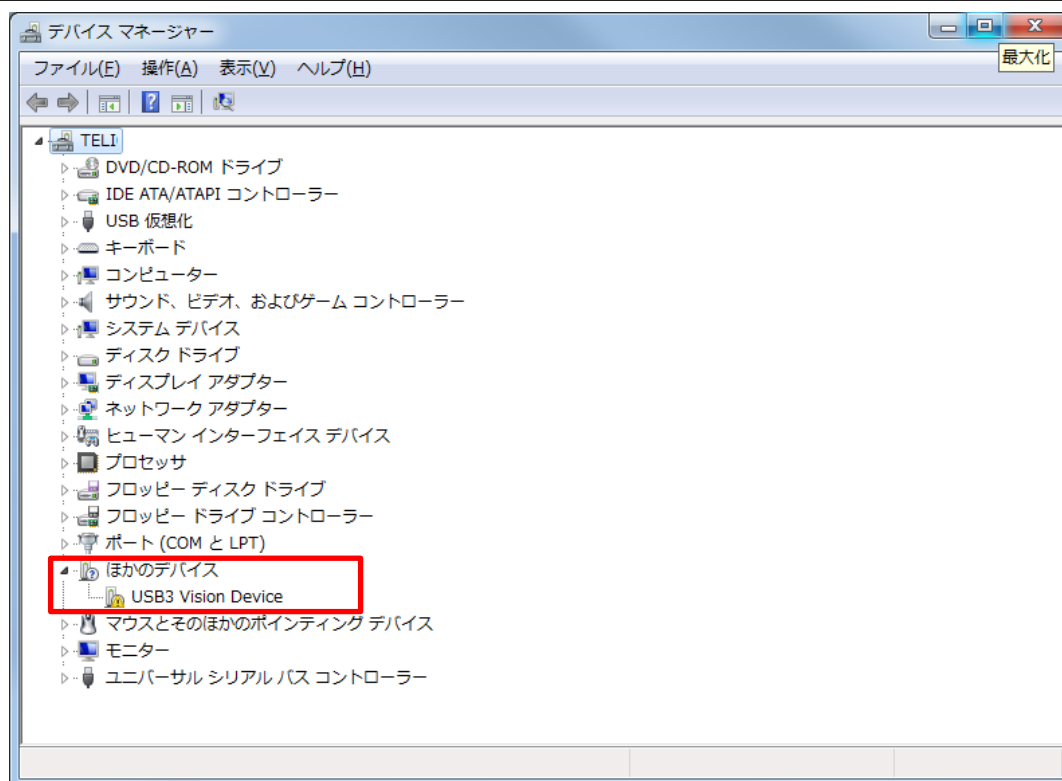 デバイス マネージャー
最大化
ファイル(F) 操作(A) 表示(V) ヘルプ(H)
TELI
DVD/CD-ROM ドライブ
IDE ATA/ATAPI コントローラー
USB 仮想化
キーボード
コンピューター
サウンド、ビデオ、およびゲーム コントローラー
システム デバイス
ディスク ドライブ
ディスプレイ アダプター
ネットワーク アダプター
ヒューマン インターフェイス デバイス
プロセッサ
フロッピー ディスク ドライブ
フロッピー ドライブ コントローラー
ポート (COM と LPT)
ほかのデバイス
USB3 Vision Device
マウスとそのほかのポインティング デバイス
モニター
ユニバーサル シリアル バス コントローラー